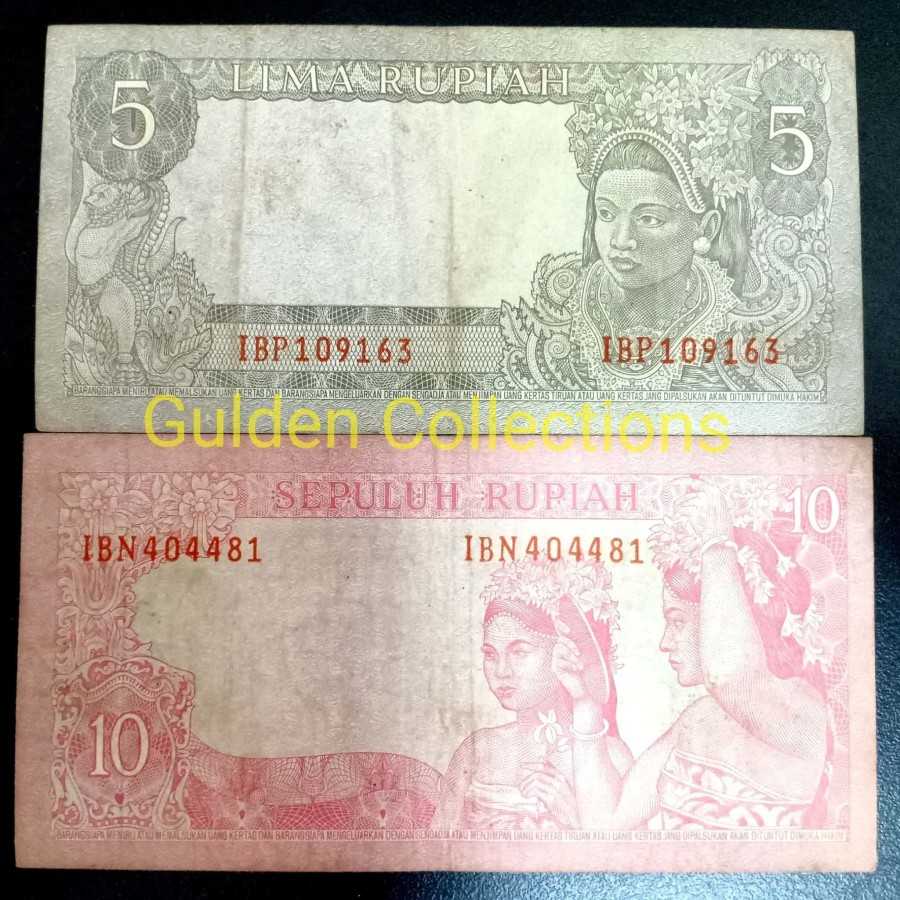 5 LIMA RUPIAH 5
IBP109163 IBP109163
BARANGSIAPA MENIRU ATAU MEMALSUKAN UANG KERTAS DAN BARANGSIAPA MENGELUARKAN DENGAN SENGADJA ATAU MENJIMPAN UANG KERTAS TIRUAN ATAU UANG KERTAS JANG DIPALSUKAN AKAN DITUNTUT DIMUKA HAKIM
Gulden Collections
SEPULUH RUPIAH 10
IBN404481 IBN404481
10
BARANGSIAPA MENIRU ATAU MEMALSUKAN UANG KERTAS DAN BARANGSIAPA MENGELUARKAN DENGAN SENGADJA ATAU MENJIMPAN UANG KERTAS TIRUAN ATAU UANG KERTAS JANG DIPALSUKAN AKAN DITUNTUT DIMUKA HAKIM